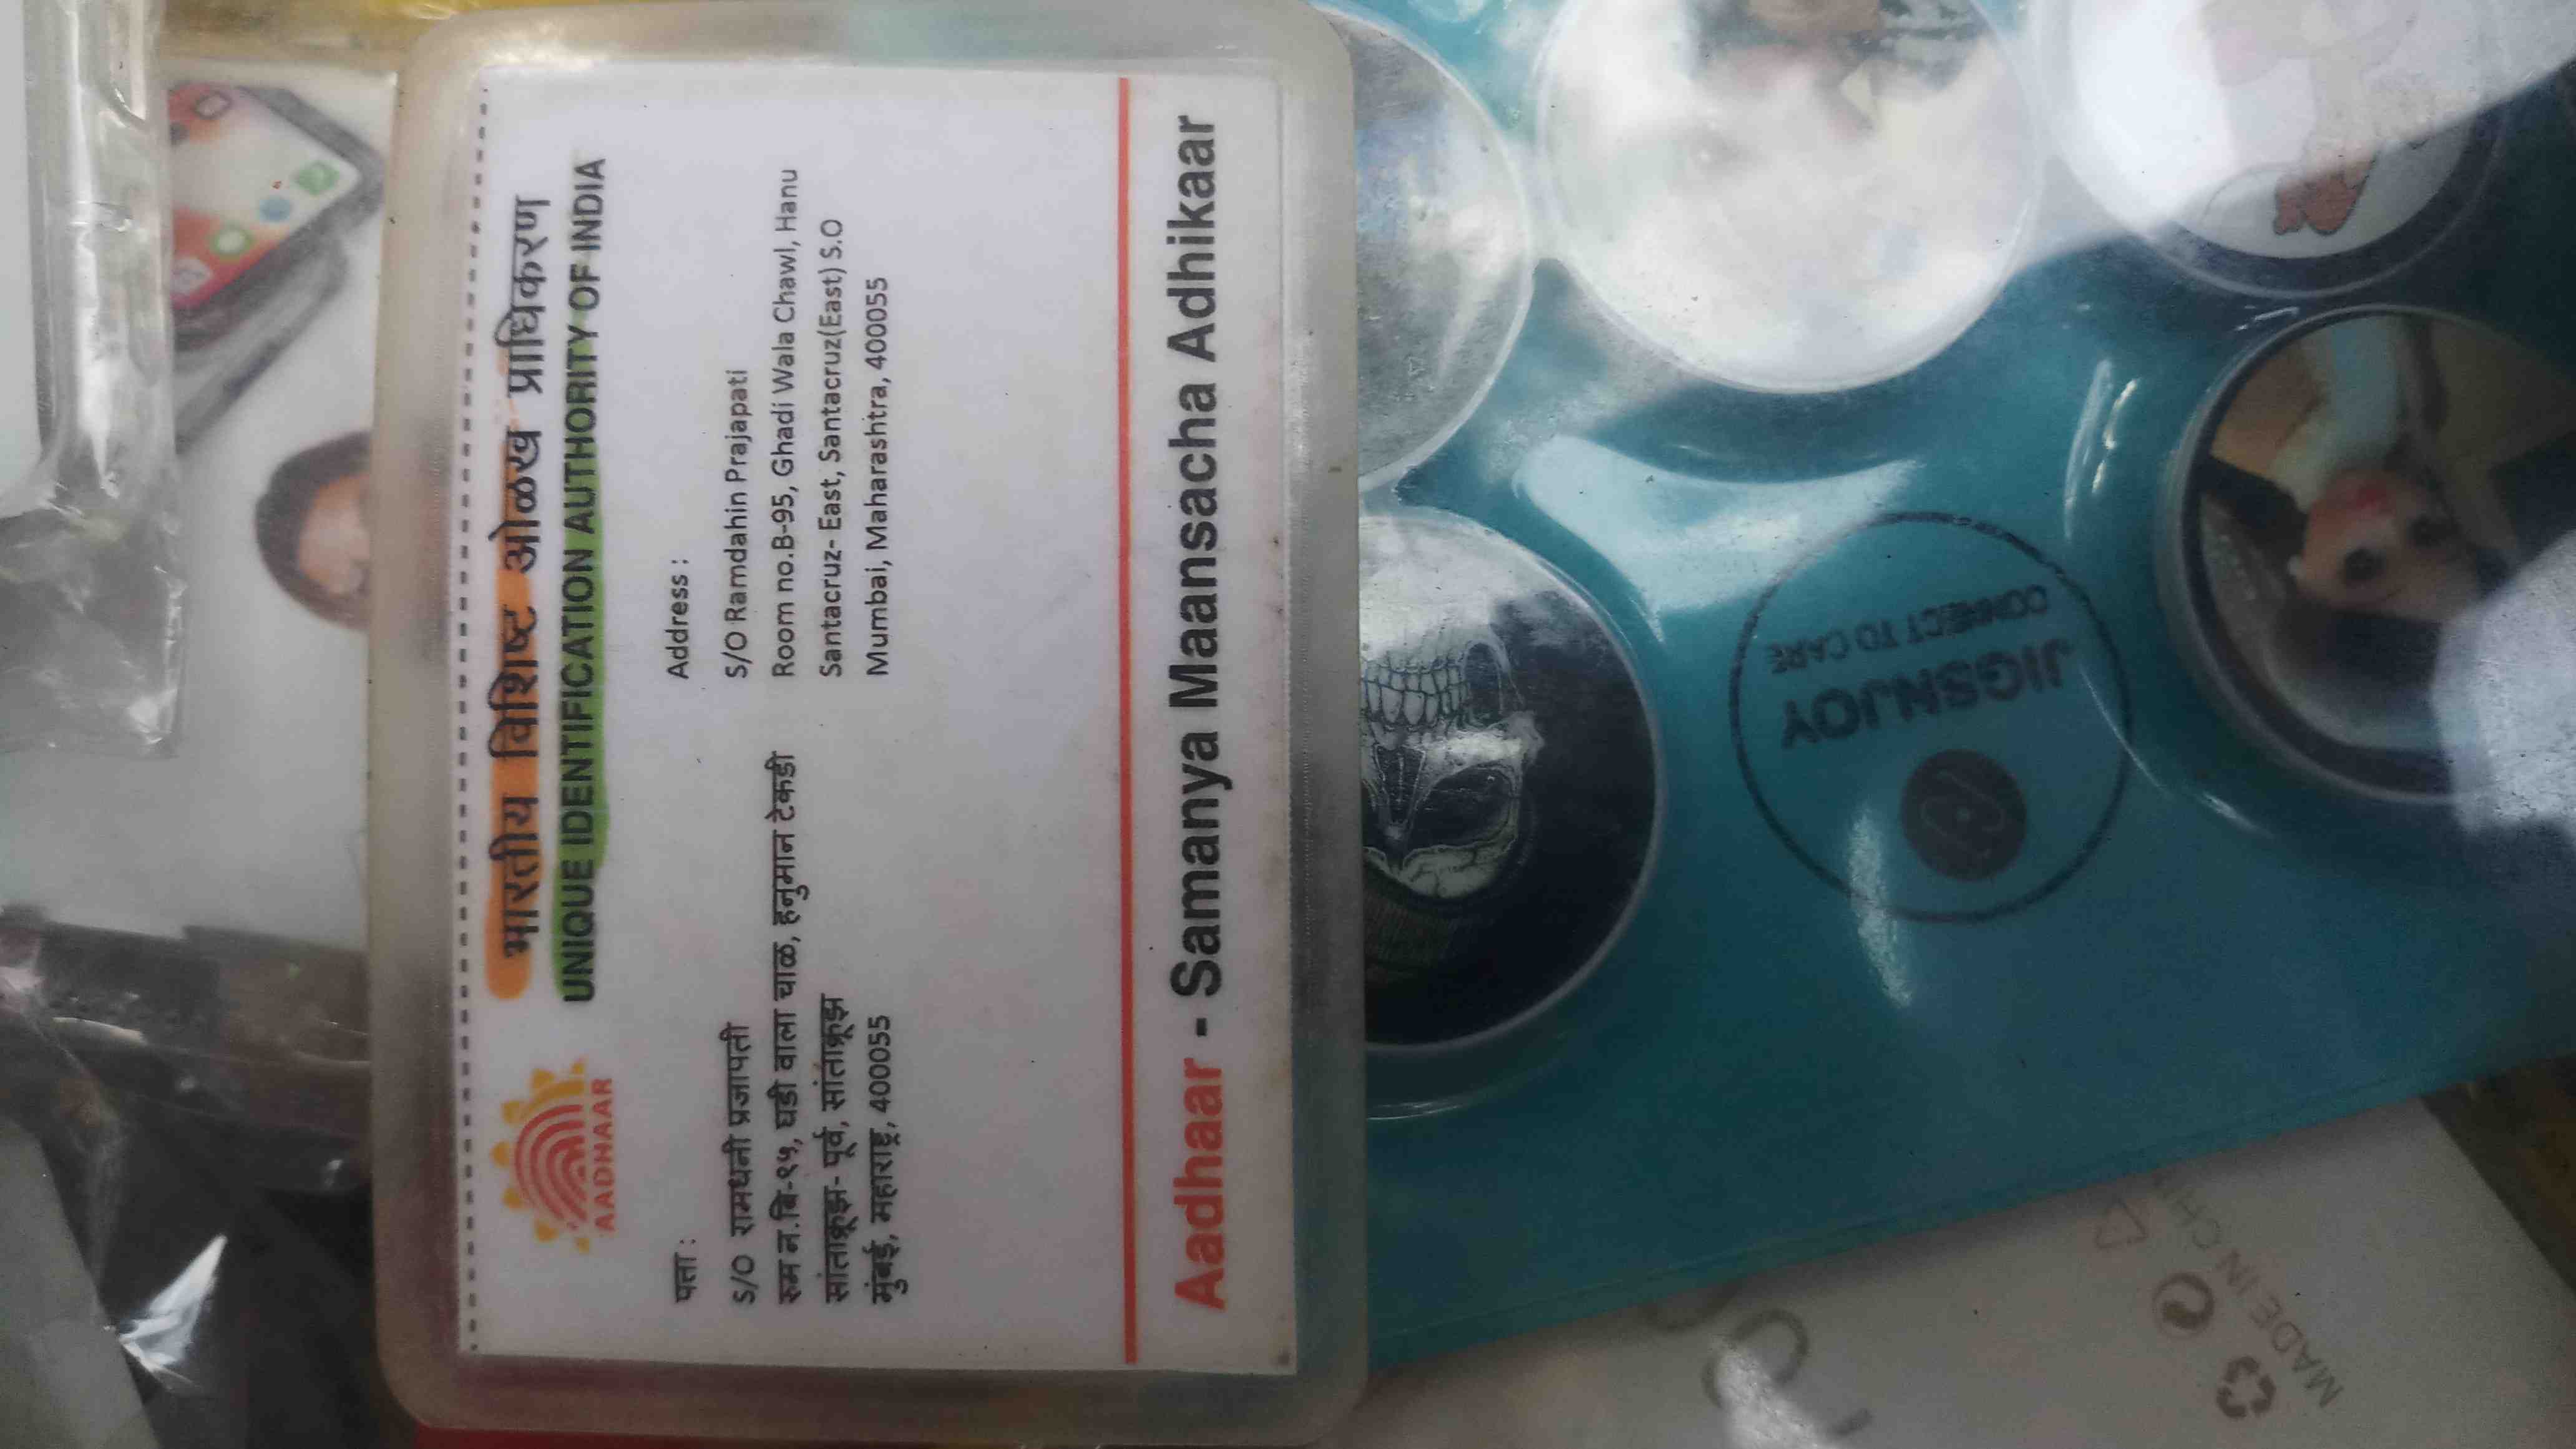 भारतीय विशिष्ट ओळख प्राधिकरण
UNIQUE IDENTIFICATION AUTHORITY OF INDIA
AADHAAR
पत्ता :
S/O रामधनी प्रजापती
रुम न.बि-९५, घडी वाला चाळ, हनुमान टेकडी
सांताक्रूझ- पूर्व, सांताक्रूझ
मुंबई, महाराष्ट्र, 400055
Address :
S/O Ramdahin Prajapati
Room no.B-95, Ghadi Wala Chawl, Hanu
Santacruz- East, Santacruz(East) S.O
Mumbai, Maharashtra, 400055
Aadhaar - Samanya Maansacha Adhikaar
JIGSNJOY
CONNECT TO CARE
MADE IN